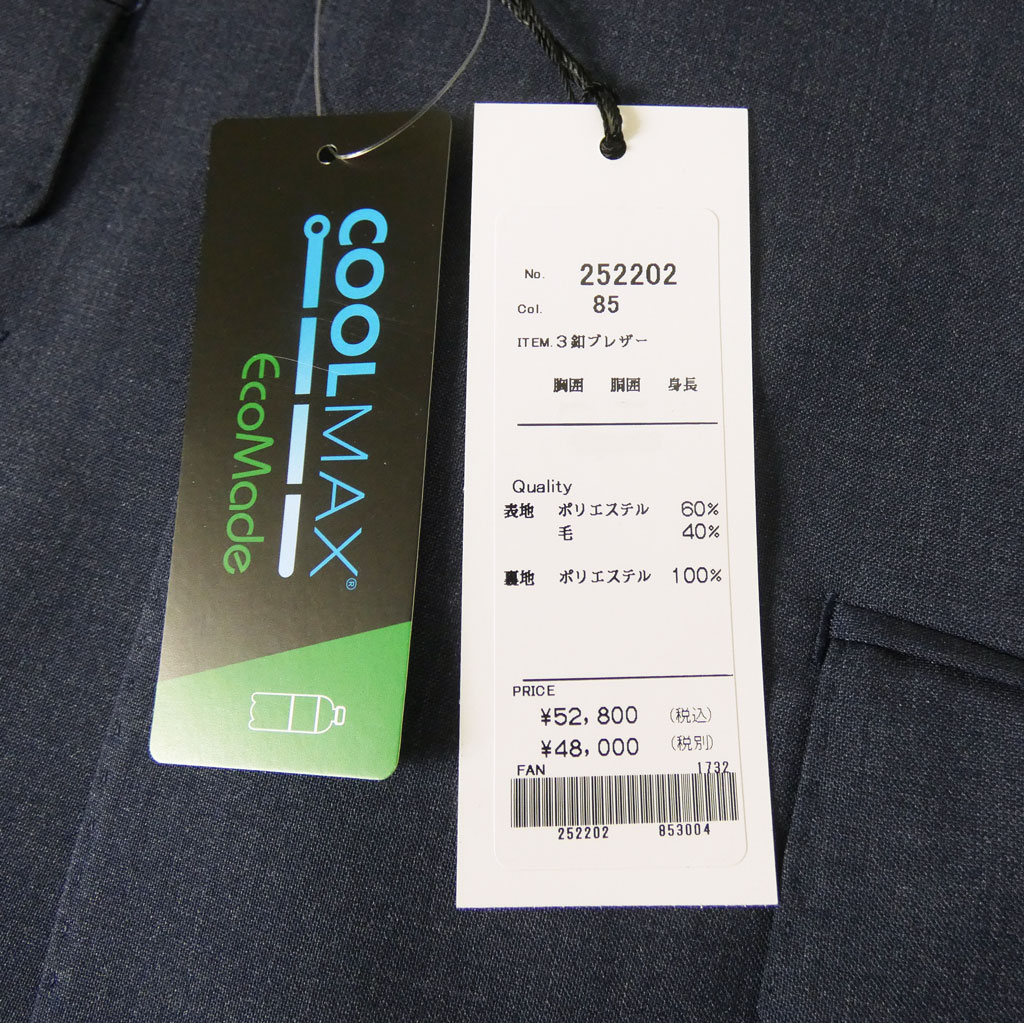 COOLMAX®
EcoMade
No. 252202
Col. 85
ITEM. 3釦ブレザー
胸囲 胴囲 身長
Quality
表地 ポリエステル 60%
毛 40%
裏地 ポリエステル 100%
PRICE
¥52,800 (税込)
¥48,000 (税別)
FAN 1732
252202 853004